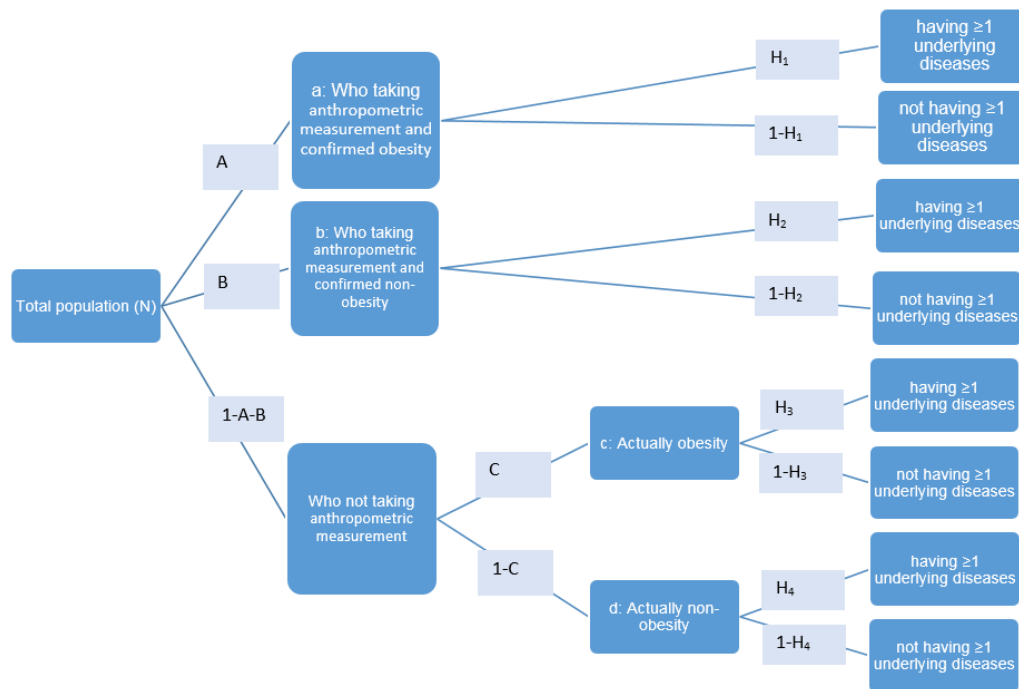 Total population (N)
A
B
1-A-B
a: Who taking
anthropometric
measurement and
confirmed obesity
b: Who taking
anthropometric
measurement and
confirmed non-
obesity
Who not taking
anthropometric
measurement
C
1-C
c: Actually obesity
d: Actually non-
obesity
H₁
1-H₁
H₂
1-H₂
H₃
1-H₃
H₄
1-H₄
having ≥1
underlying
diseases
not having ≥1
underlying
diseases
having ≥1
underlying diseases
not having ≥1
underlying diseases
having ≥1
underlying diseases
not having ≥1
underlying diseases
having ≥1
underlying diseases
not having ≥1
underlying diseases